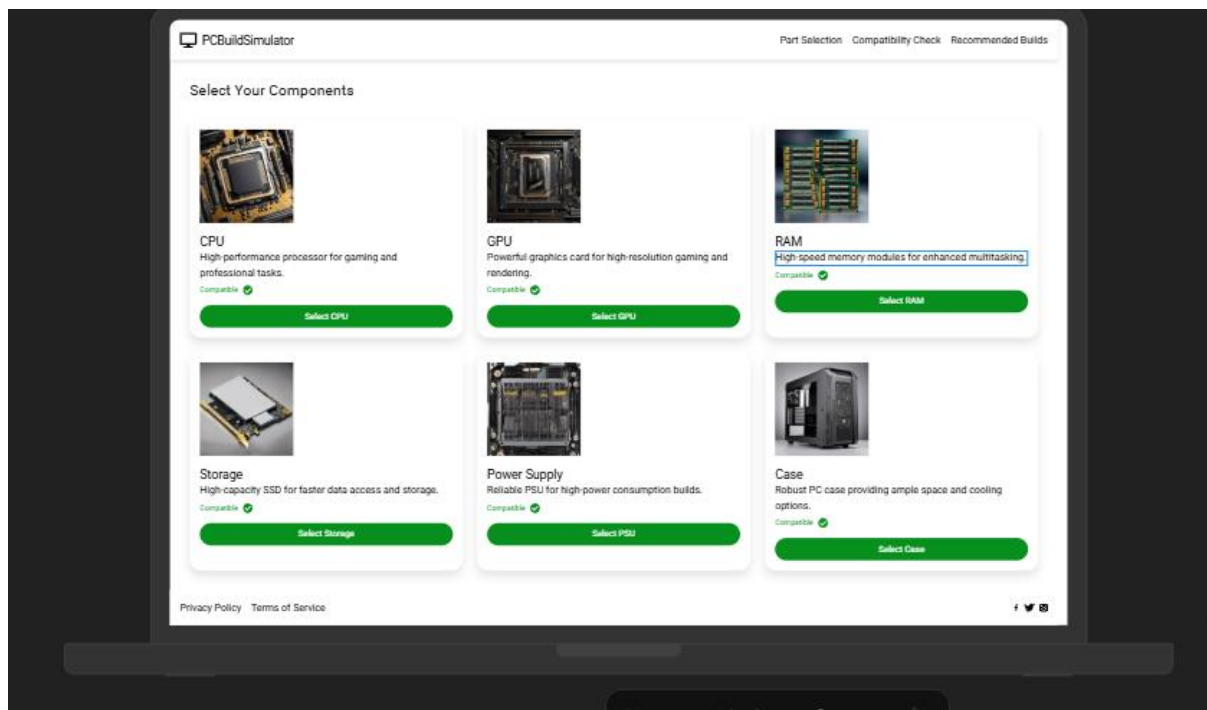 PCBuildSimulator
Part Selection Compatibility Check Recommended Builds
Select Your Components
CPU
High-performance processor for gaming and
professional tasks.
Compatible
Select CPU
GPU
Powerful graphics card for high-resolution gaming and
rendering.
Compatible
Select GPU
RAM
High-speed memory modules for enhanced multitasking.
Compatible
Select RAM
Storage
High-capacity SSD for faster data access and storage.
Compatible
Select Storage
Power Supply
Reliable PSU for high-power consumption builds.
Compatible
Select PSU
Case
Robust PC case providing ample space and cooling
options.
Compatible
Select Case
Privacy Policy Terms of Service